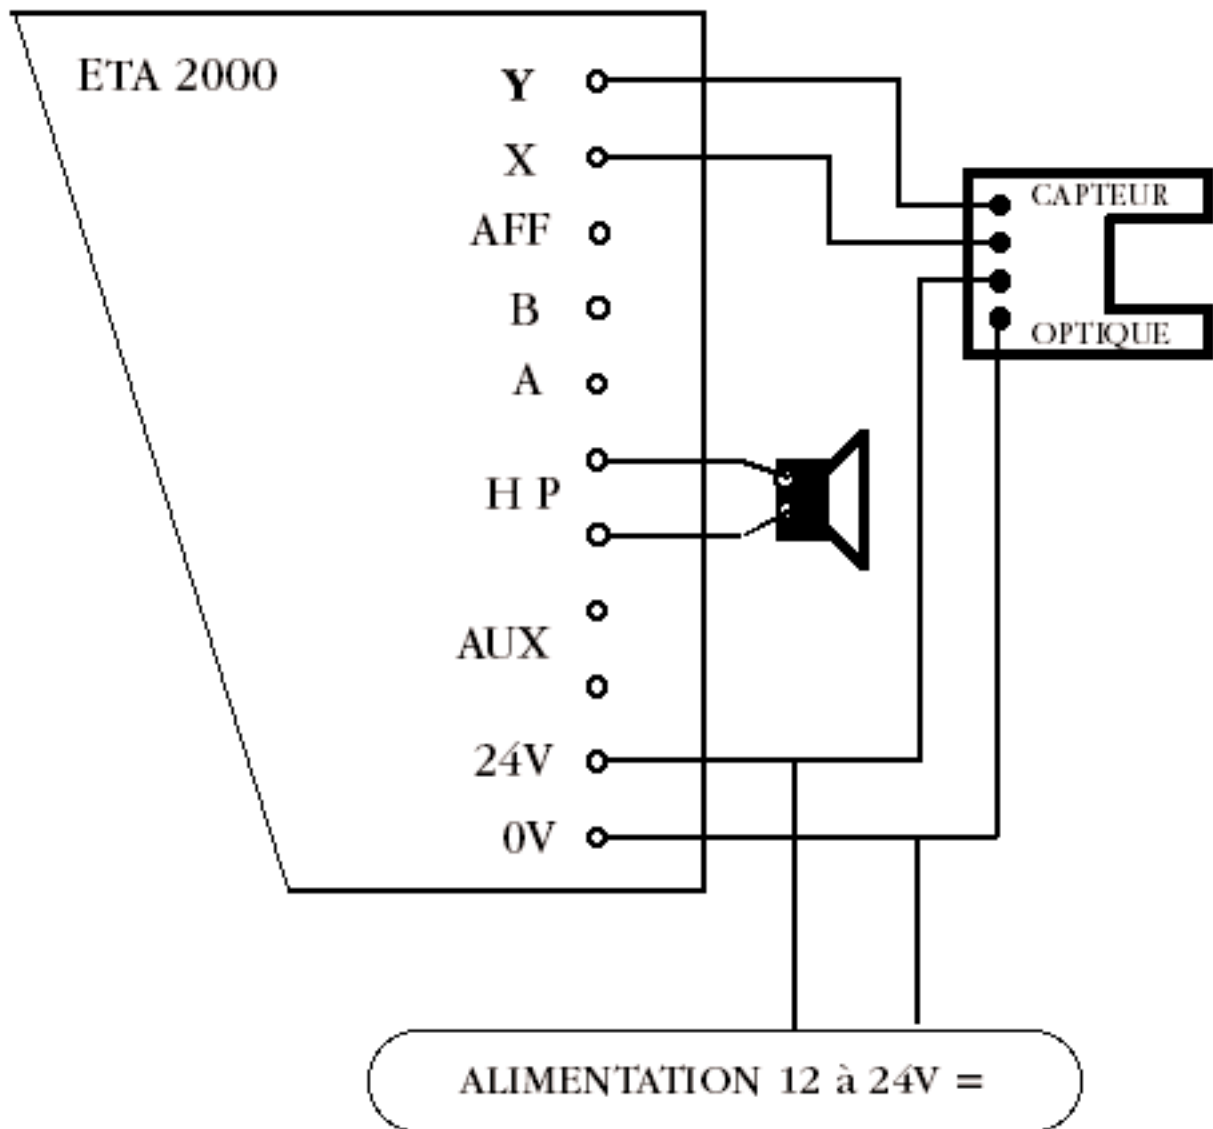 ETA 2000
Y
X
AFF
B
A
H P
AUX
24V
0V
CAPTEUR
OPTIQUE
ALIMENTATION 12 à 24V =